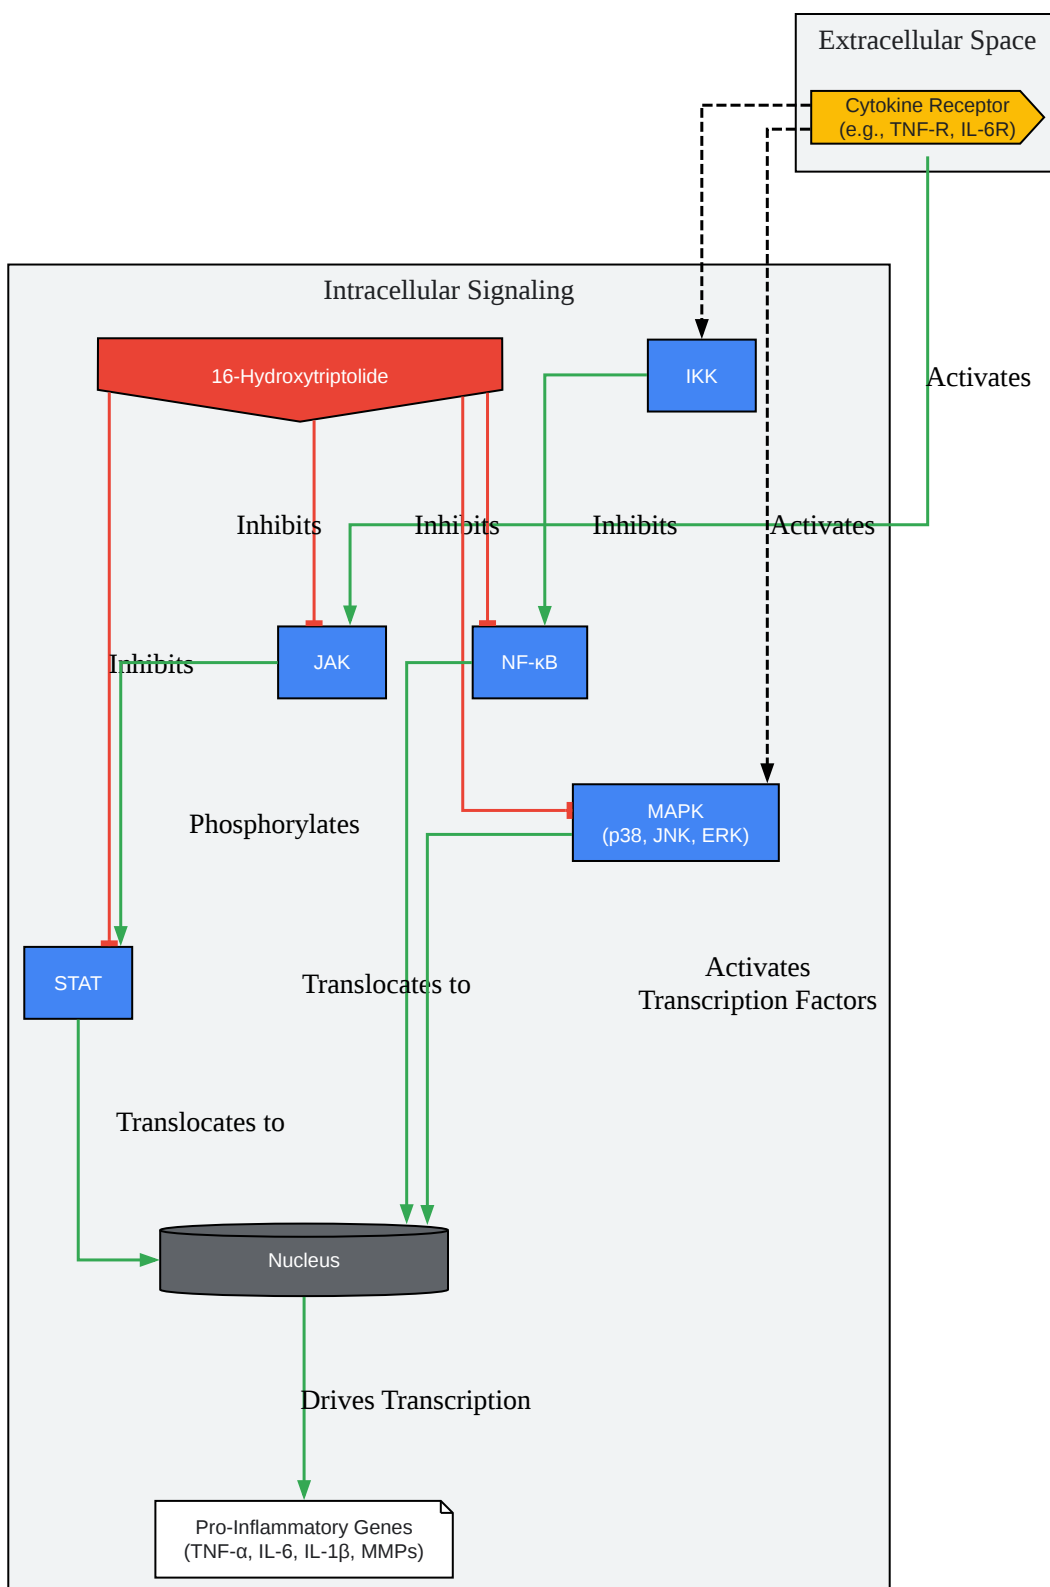 Extracellular Space
Cytokine Receptor
(e.g., TNF-R, IL-6R)
Intracellular Signaling
16-Hydroxytriptolide
IKK
Activates
Inhibits
Inhibits
Inhibits
Activates
Inhibits
JAK
NF-κB
Phosphorylates
MAPK
(p38, JNK, ERK)
STAT
Translocates to
Activates
Transcription Factors
Translocates to
Nucleus
Drives Transcription
Pro-Inflammatory Genes
(TNF-α, IL-6, IL-1β, MMPs)